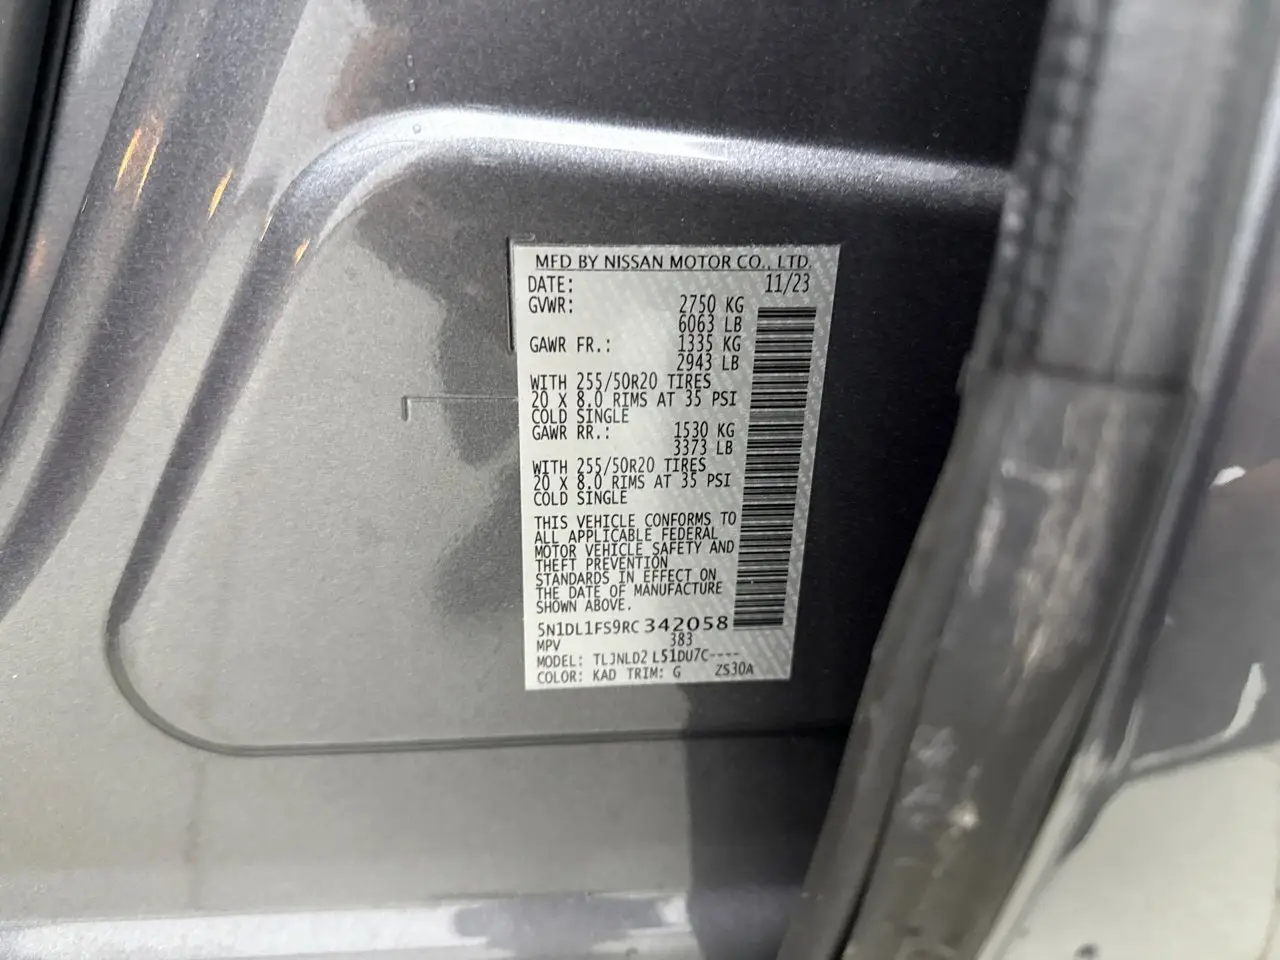 MFD BY NISSAN MOTOR CO., LTD.
DATE: 11/23
GVWR: 2750 KG
6063 LB
GAWR FR.: 1335 KG
2943 LB
WITH 255/50R20 TIRES
20 X 8.0 RIMS AT 35 PSI
COLD SINGLE
GAWR RR.: 1530 KG
3373 LB
WITH 255/50R20 TIRES
20 X 8.0 RIMS AT 35 PSI
COLD SINGLE
THIS VEHICLE CONFORMS TO
ALL APPLICABLE FEDERAL
MOTOR VEHICLE SAFETY AND
THEFT PREVENTION
STANDARDS IN EFFECT ON
THE DATE OF MANUFACTURE
SHOWN ABOVE.
5N1DL1FS9RC342058
MPV 383
MODEL: TLJNLD2 L51DU7C----
COLOR: KAD TRIM: G ZS30A